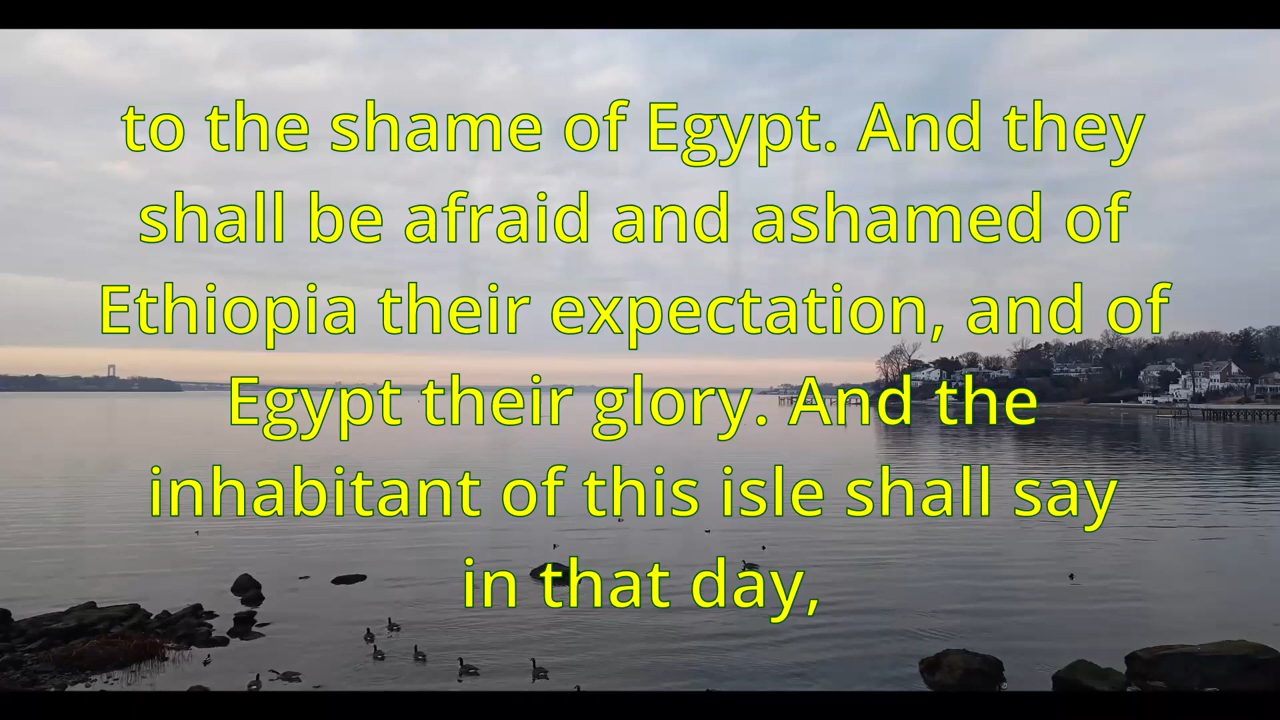 to the shame of Egypt. And they
shall be afraid and ashamed of
Ethiopia their expectation, and of
Egypt their glory. And the
inhabitant of this isle shall say
in that day,